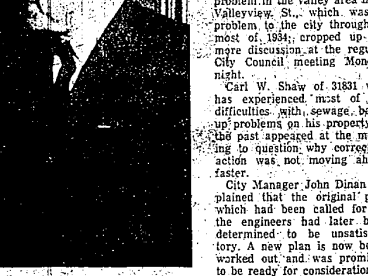 problem in the valley area n
Valleyview St., which was
problem to the city through
most of 1934; cropped up
more discussion at the regu
City Council meeting Mon
night.
Carl W. Shaw of 31831 w
has experienced most of
difficulties with sewage ba
up problems on his property
the past appeared at the m
ing to question why correc
action was not moving ah
faster.
City Manager John Dinan
plained that the original p
which had been called for
the engineers had later b
determined to be unsatis
tory. A new plan is now be
worked out and was promi
to be ready for consideratio